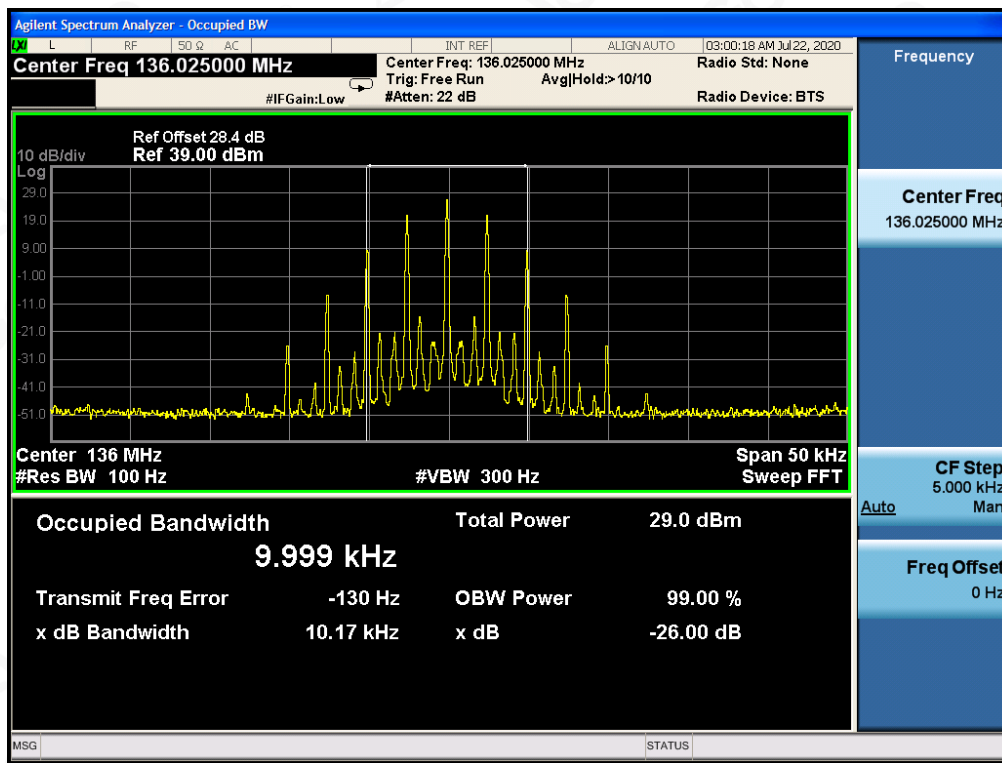 Agilent Spectrum Analyzer - Occupied BW
LXI L RF 50 Ω AC INT REF ALIGN AUTO 03:00:18 AM Jul 22, 2020
Center Freq 136.025000 MHz
Center Freq: 136.025000 MHz
Radio Std: None
Trig: Free Run Avg|Hold:>10/10
#IFGain:Low
#Atten: 22 dB
Radio Device: BTS
Ref Offset 28.4 dB
10 dB/div Ref 39.00 dBm
Log
29.0
19.0
9.00
-1.00
-11.0
-21.0
-31.0
-41.0
-51.0
Center 136 MHz Span 50 kHz
#Res BW 100 Hz #VBW 300 Hz Sweep FFT
Occupied Bandwidth Total Power 29.0 dBm
9.999 kHz
Transmit Freq Error -130 Hz OBW Power 99.00 %
x dB Bandwidth 10.17 kHz x dB -26.00 dB
Frequency
Center Freq
136.025000 MHz
CF Step
5.000 kHz
Auto Man
Freq Offset
0 Hz
MSG STATUS